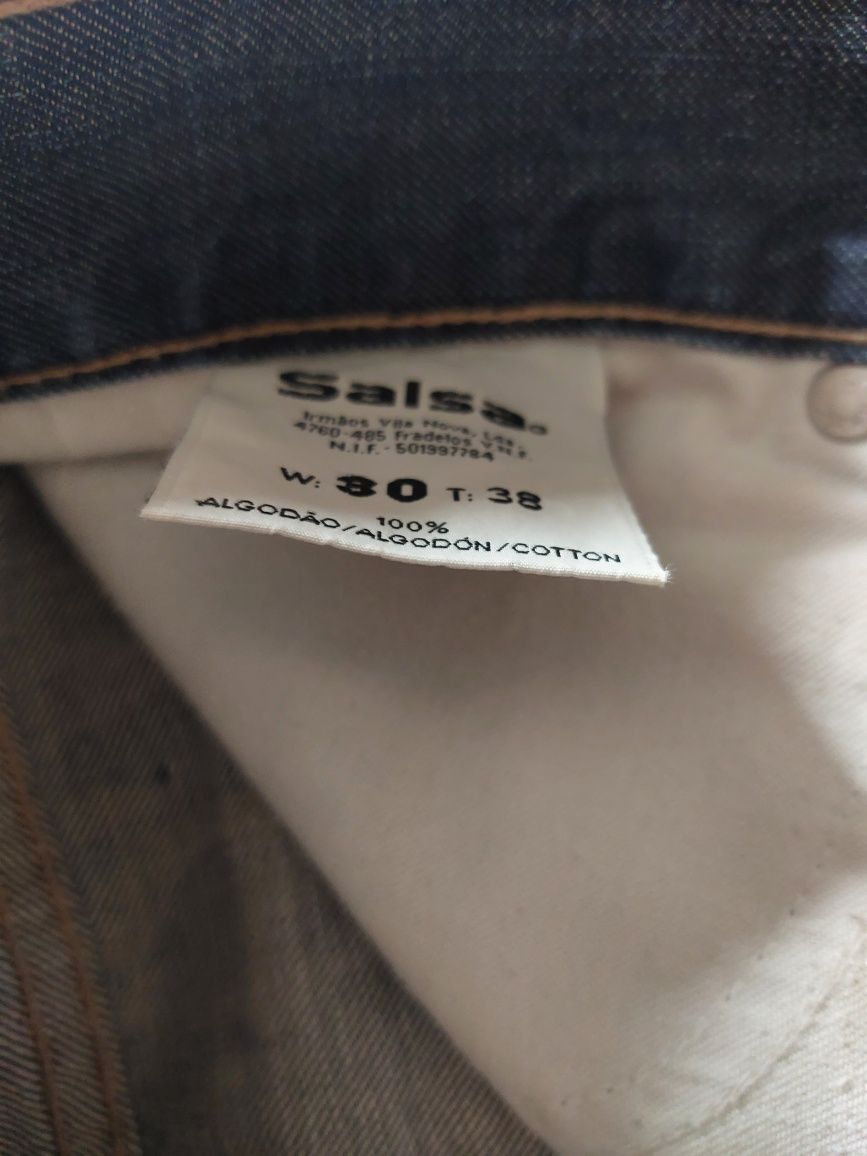 Salsa®
Irmãos Vila Nova, Lda.
4760-485 Fradelos V.N.F.
N.I.F. - 501997784
W: 30 T: 38
100%
ALGODÃO/ALGODÓN/COTTON